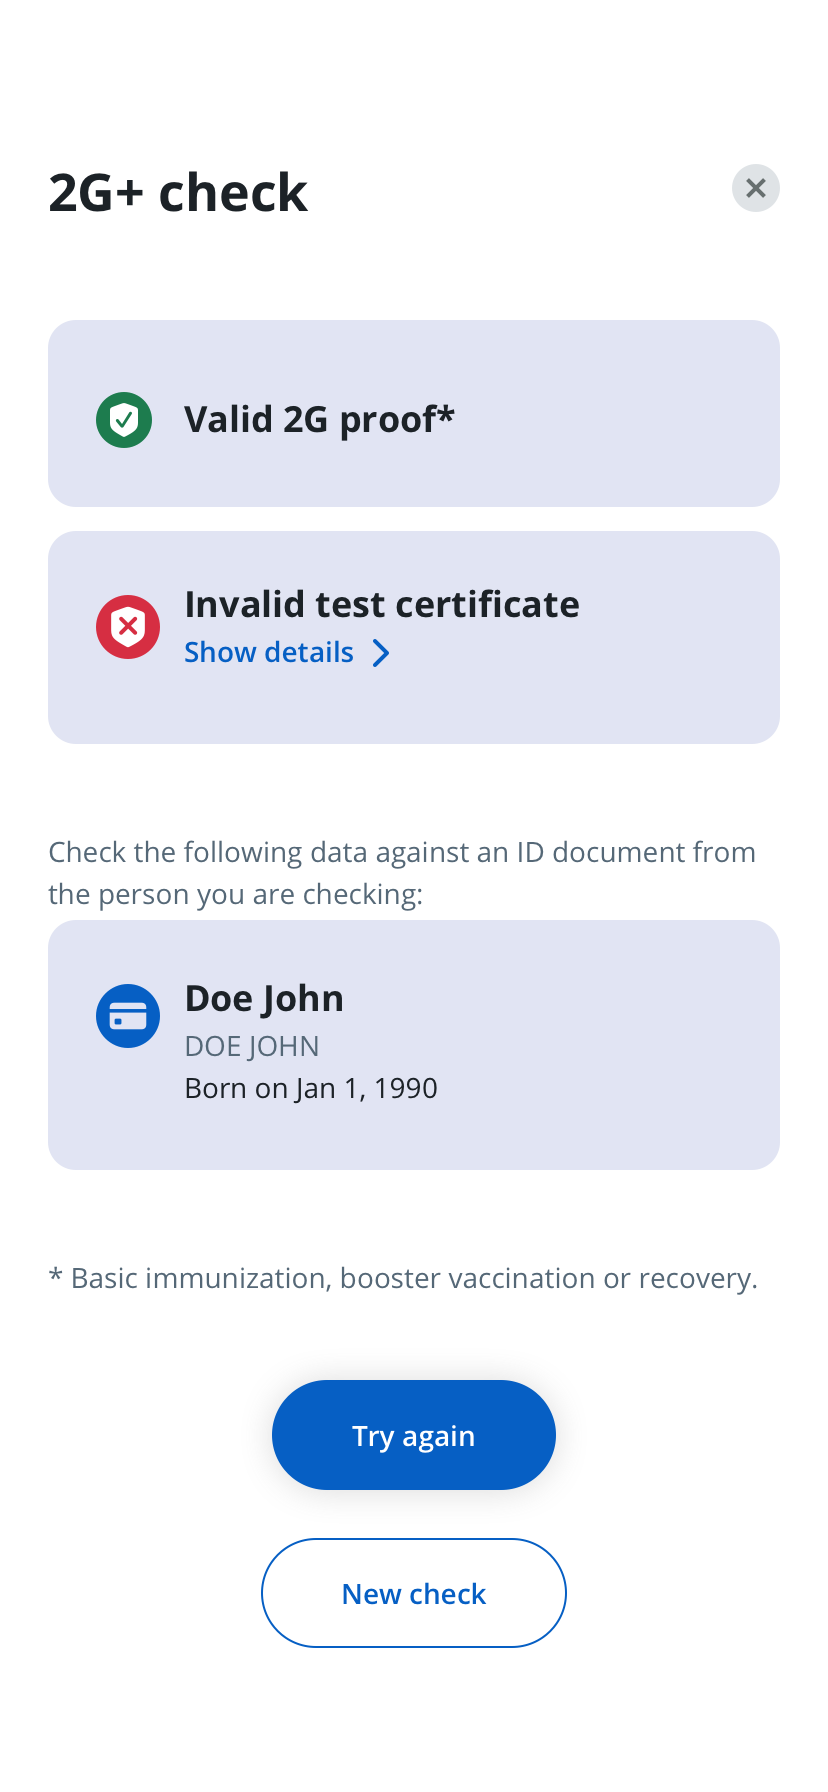 2G+ check
Valid 2G proof*
Invalid test certificate
Show details
Check the following data against an ID document from
the person you are checking:
Doe John
DOE JOHN
Born on Jan 1, 1990
* Basic immunization, booster vaccination or recovery.
Try again
New check